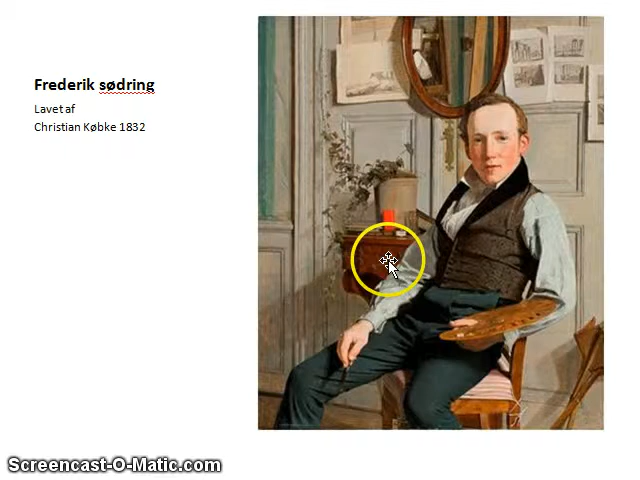 Frederik sødring
Lavet af
Christian Købke 1832
Screencast-O-Matic.com